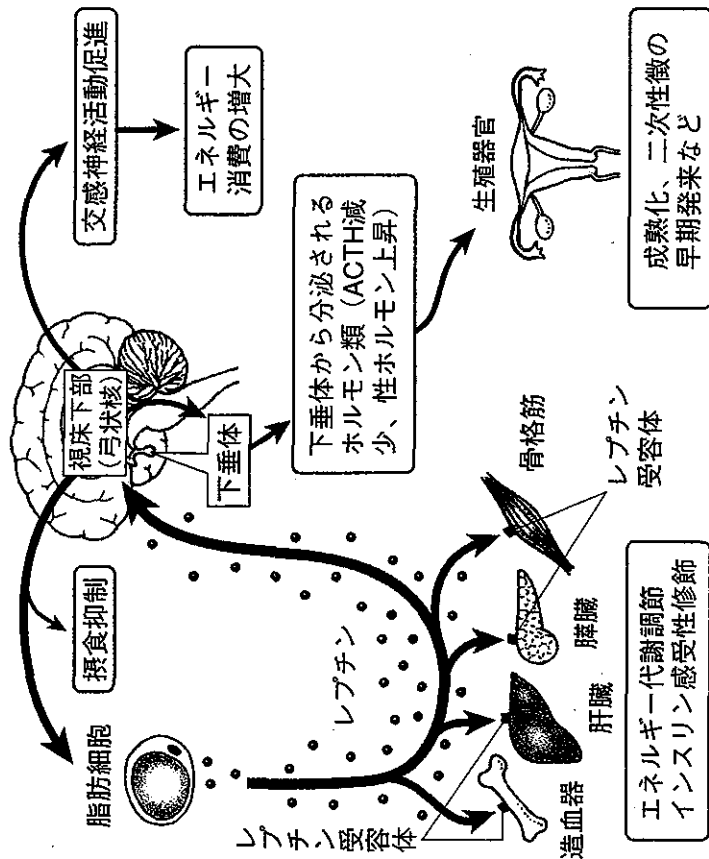 交感神経活動促進
エネルギー
消費の増大
視床下部
(弓状核)
下垂体
下垂体から分泌される
ホルモン類（ACTH減
少、性ホルモン上昇）
生殖器官
成熟化、二次性徴の
早期発来など
摂食抑制
脂肪細胞
レプチン
レプチン受容体
造血器
肝臓
膵臓
骨格筋
レプチン
受容体
エネルギー代謝調節
インスリン感受性修飾